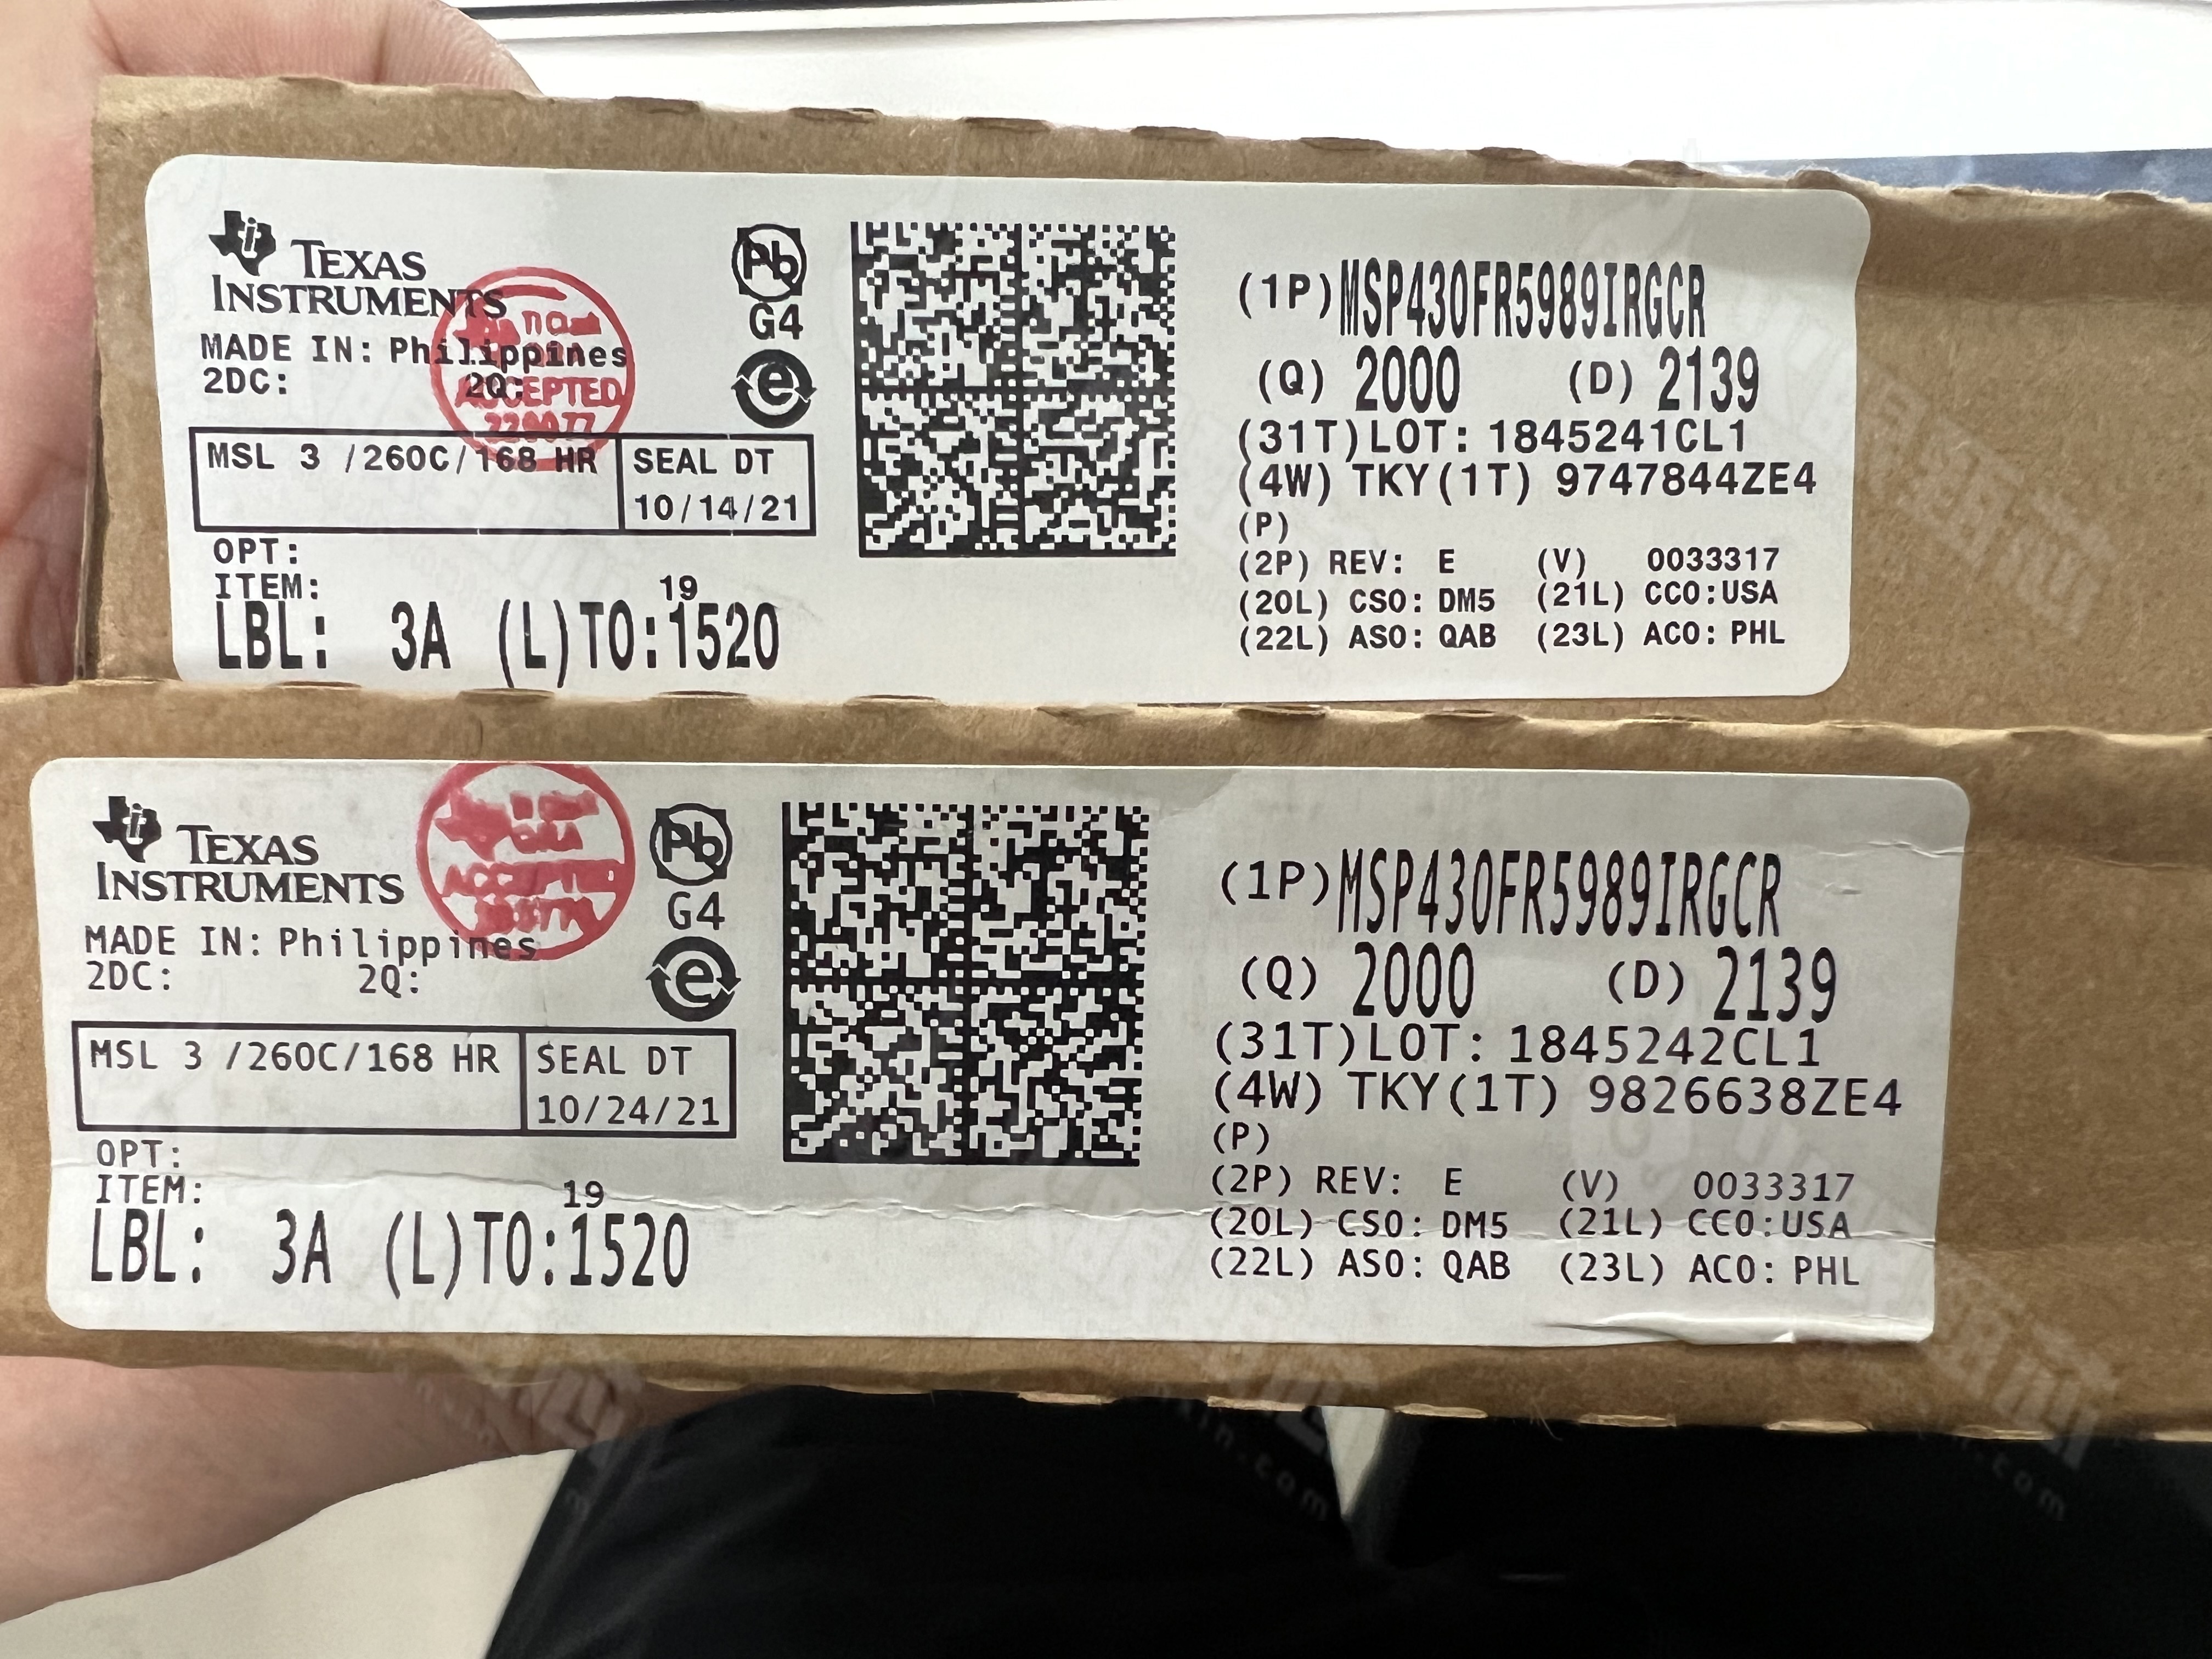 TEXAS
INSTRUMENTS
MADE IN: Philippines
2DC: 2Q:
ACCEPTED
MSL 3 /260C/168 HR
SEAL DT
10/14/21
OPT:
ITEM:
19
LBL: 3A (L)TO:1520
Pb
G4
e
(1P)MSP430FR5989IRGCR
(Q) 2000 (D) 2139
(31T)LOT: 1845241CL1
(4W) TKY(1T) 9747844ZE4
(P)
(2P) REV: E (V) 0033317
(20L) CSO: DM5 (21L) CCO:USA
(22L) ASO: QAB (23L) ACO: PHL
TEXAS
INSTRUMENTS
MADE IN: Philippines
2DC: 2Q:
MSL 3 /260C/168 HR
SEAL DT
10/24/21
OPT:
ITEM:
19
LBL: 3A (L)TO:1520
Pb
G4
e
(1P)MSP430FR5989IRGCR
(Q) 2000 (D) 2139
(31T)LOT: 1845242CL1
(4W) TKY(1T) 9826638ZE4
(P)
(2P) REV: E (V) 0033317
(20L) CSO: DM5 (21L) CCO:USA
(22L) ASO: QAB (23L) ACO: PHL